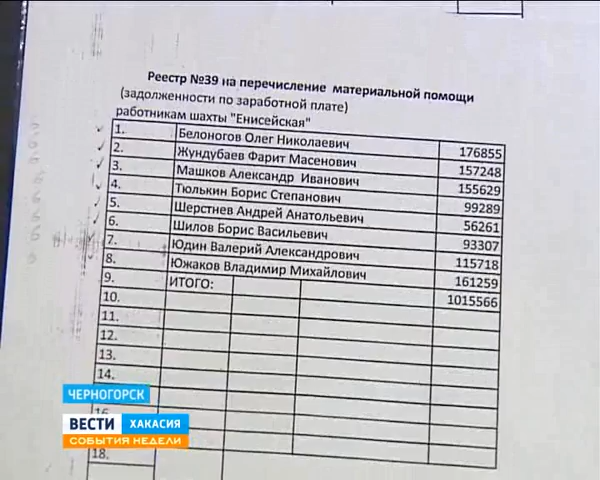 Реестр №39 на перечисление материальной помощи
(задолженности по заработной плате)
работникам шахты "Енисейская"
1. Белоногов Олег Николаевич 176855
2. Жундубаев Фарит Масенович 157248
3. Машков Александр Иванович 155629
4. Тюлькин Борис Степанович 99289
5. Шерстнев Андрей Анатольевич 56261
6. Шилов Борис Васильевич 93307
7. Юдин Валерий Александрович 115718
8. Южаков Владимир Михайлович 161259
9. ИТОГО: 1015566
10.
11.
12.
13.
14.
18.
ЧЕРНОГОРСК
ВЕСТИ ХАКАСИЯ
СОБЫТИЯ НЕДЕЛИ